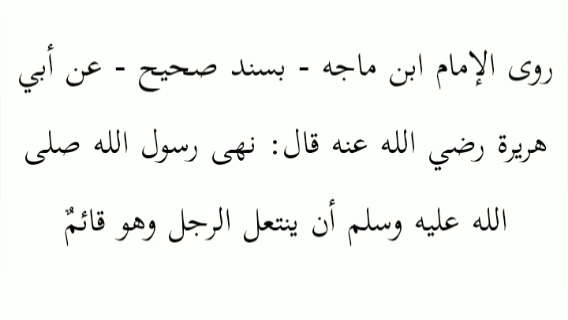 روى الإمام ابن ماجه - بسند صحيح - عن أبي
هريرة رضي الله عنه قال: نهى رسول الله صلى
الله عليه وسلم أن ينتعل الرجل وهو قائمٌ